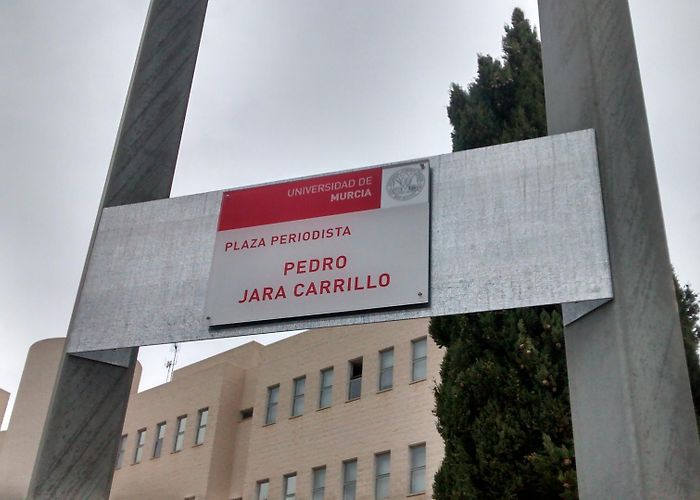 UNIVERSIDAD DE
MURCIA
PLAZA PERIODISTA
PEDRO
JARA CARRILLO